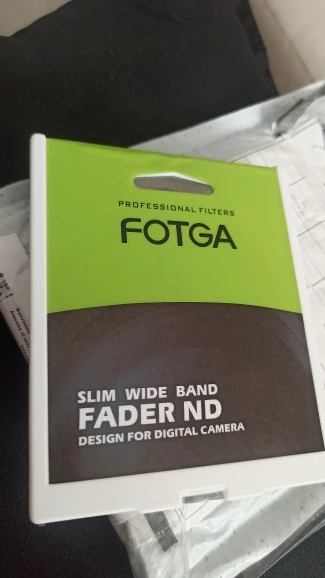 PROFESSIONAL FILTERS
FOTGA
SLIM WIDE BAND
FADER ND
DESIGN FOR DIGITAL CAMERA